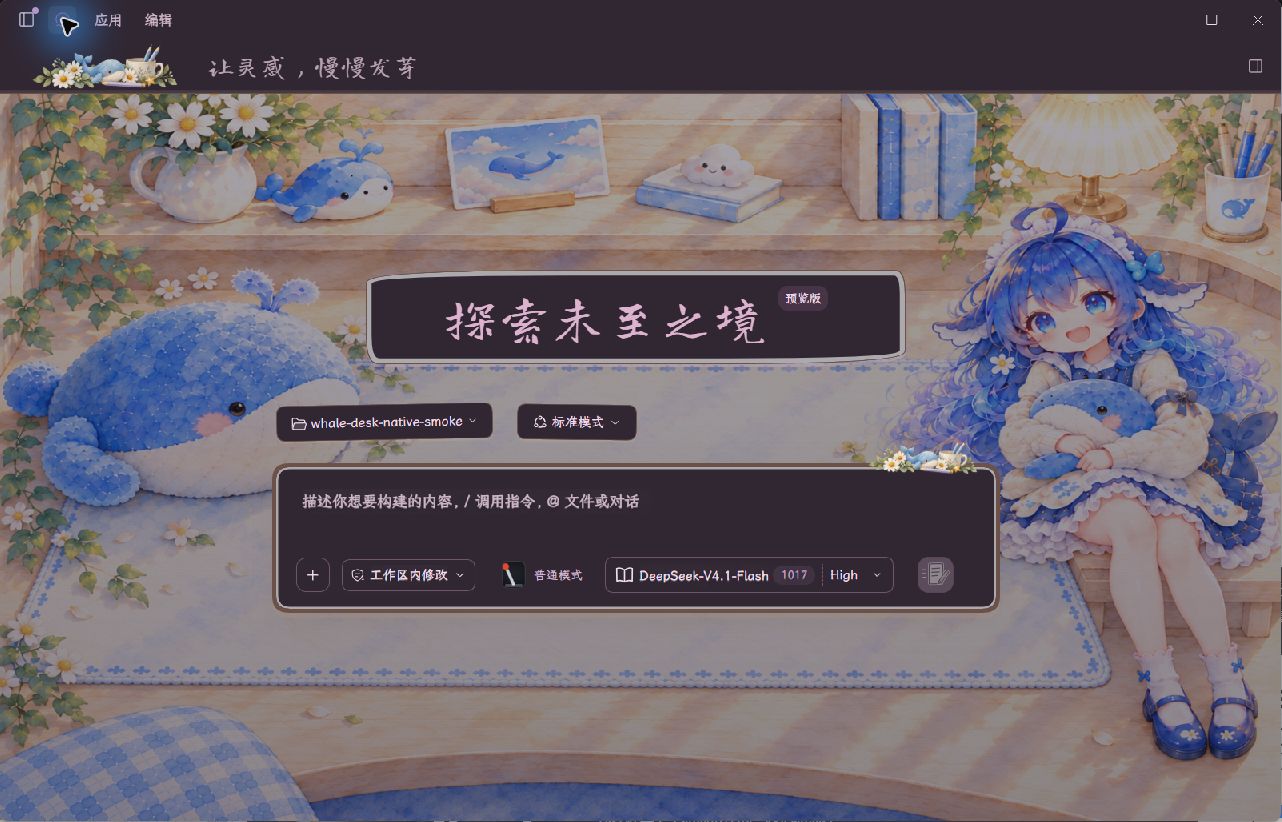 应用 编辑
让灵感，慢慢发芽
探索未至之境
预览版
whale-desk-native-smoke 标准模式
描述你想要构建的内容, / 调用指令, @ 文件或对话
工作区内修改 普通模式 DeepSeek-V4.1-Flash 1017 High